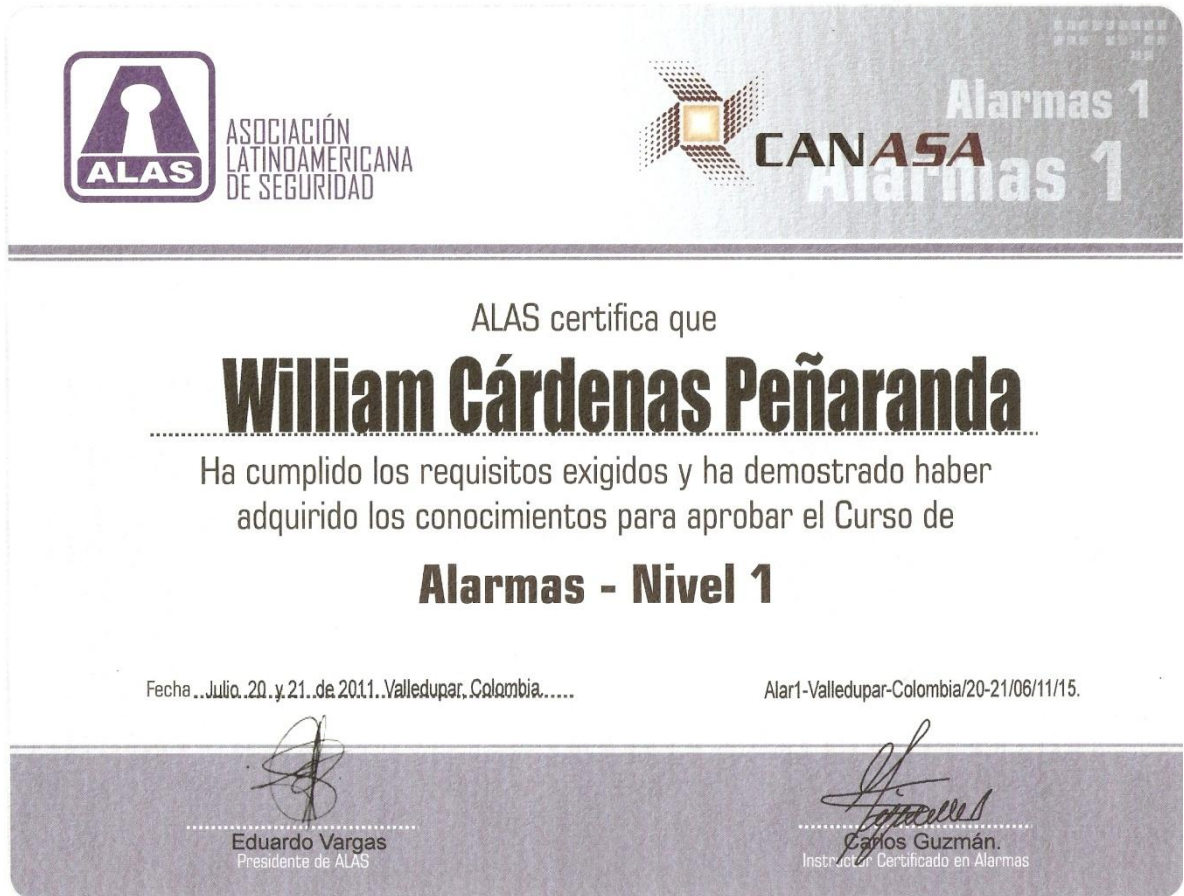 ALAS
ASOCIACIÓN
LATINOAMERICANA
DE SEGURIDAD
CANASA
Alarmas 1
Alarmas 1
ALAS certifica que
William Cárdenas Peñaranda
Ha cumplido los requisitos exigidos y ha demostrado haber
adquirido los conocimientos para aprobar el Curso de
Alarmas - Nivel 1
Fecha...Julio. 20. y 21. de 2011. Valledupar, Colombia......
Alar1-Valledupar-Colombia/20-21/06/11/15.
Eduardo Vargas
Presidente de ALAS
Carlos Guzmán.
Instructor Certificado en Alarmas